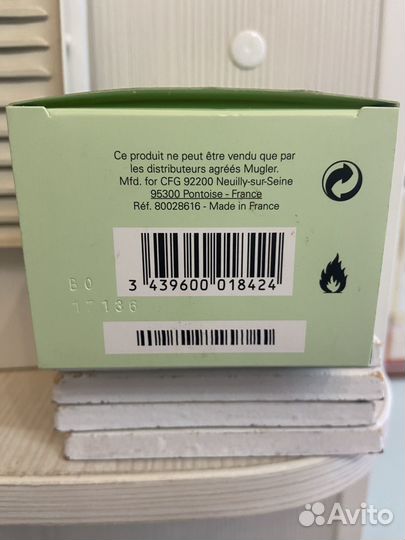 Ce produit ne peut être vendu que par
les distributeurs agréés Mugler.
Mfd. for CFG 92200 Neuilly-sur-Seine
95300 Pontoise - France
Réf. 80028616 - Made in France
3 439600 018424
BO
17136
Avito